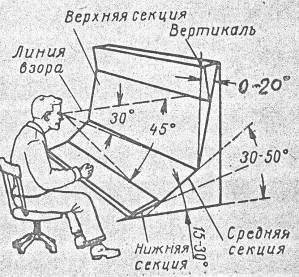 Верхняя секция
Вертикаль
Линия
взора
0-20°
30°
45°
30-50°
15-30°
Средняя
секция
Нижняя
секция